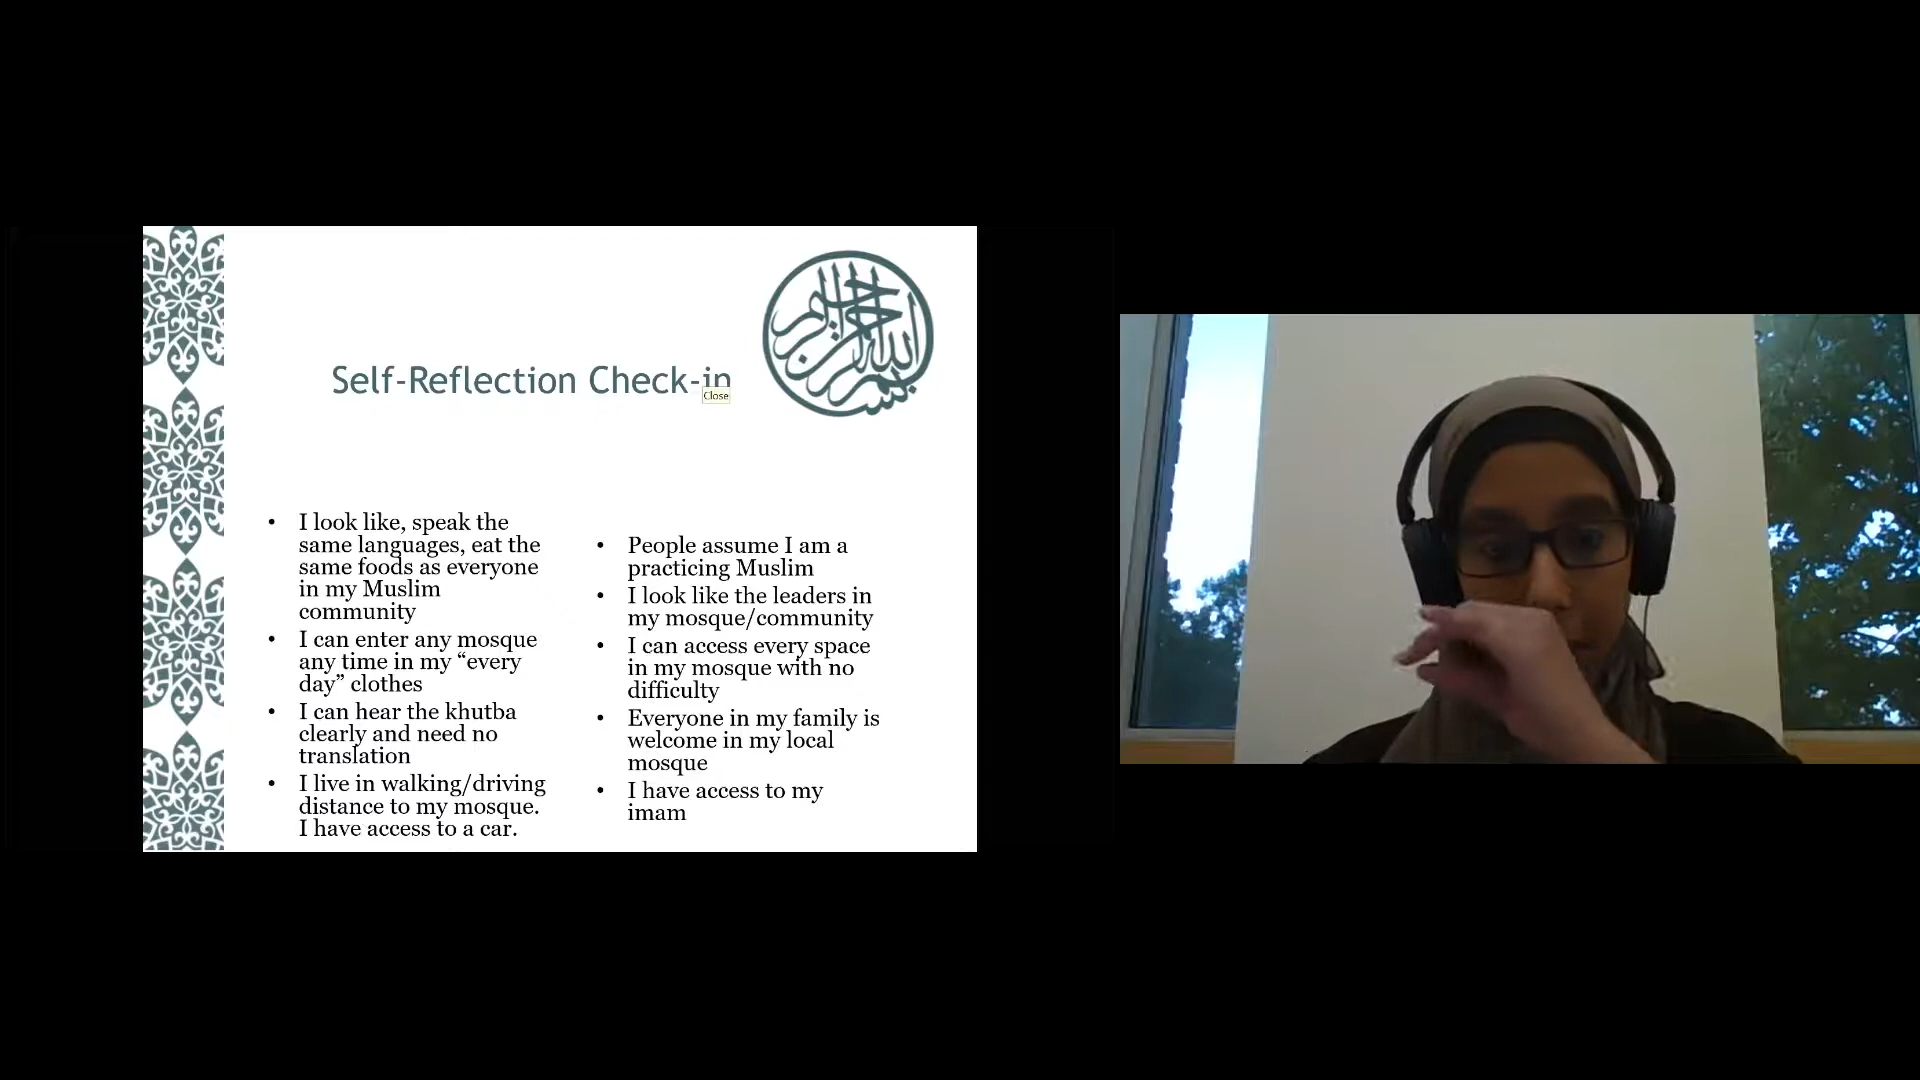 بسم الله الرحمن الرحيم
Self-Reflection Check-in
Close
• I look like, speak the
same languages, eat the
same foods as everyone
in my Muslim
community
• I can enter any mosque
any time in my “every
day” clothes
• I can hear the khutba
clearly and need no
translation
• I live in walking/driving
distance to my mosque.
I have access to a car.
• People assume I am a
practicing Muslim
• I look like the leaders in
my mosque/community
• I can access every space
in my mosque with no
difficulty
• Everyone in my family is
welcome in my local
mosque
• I have access to my
imam